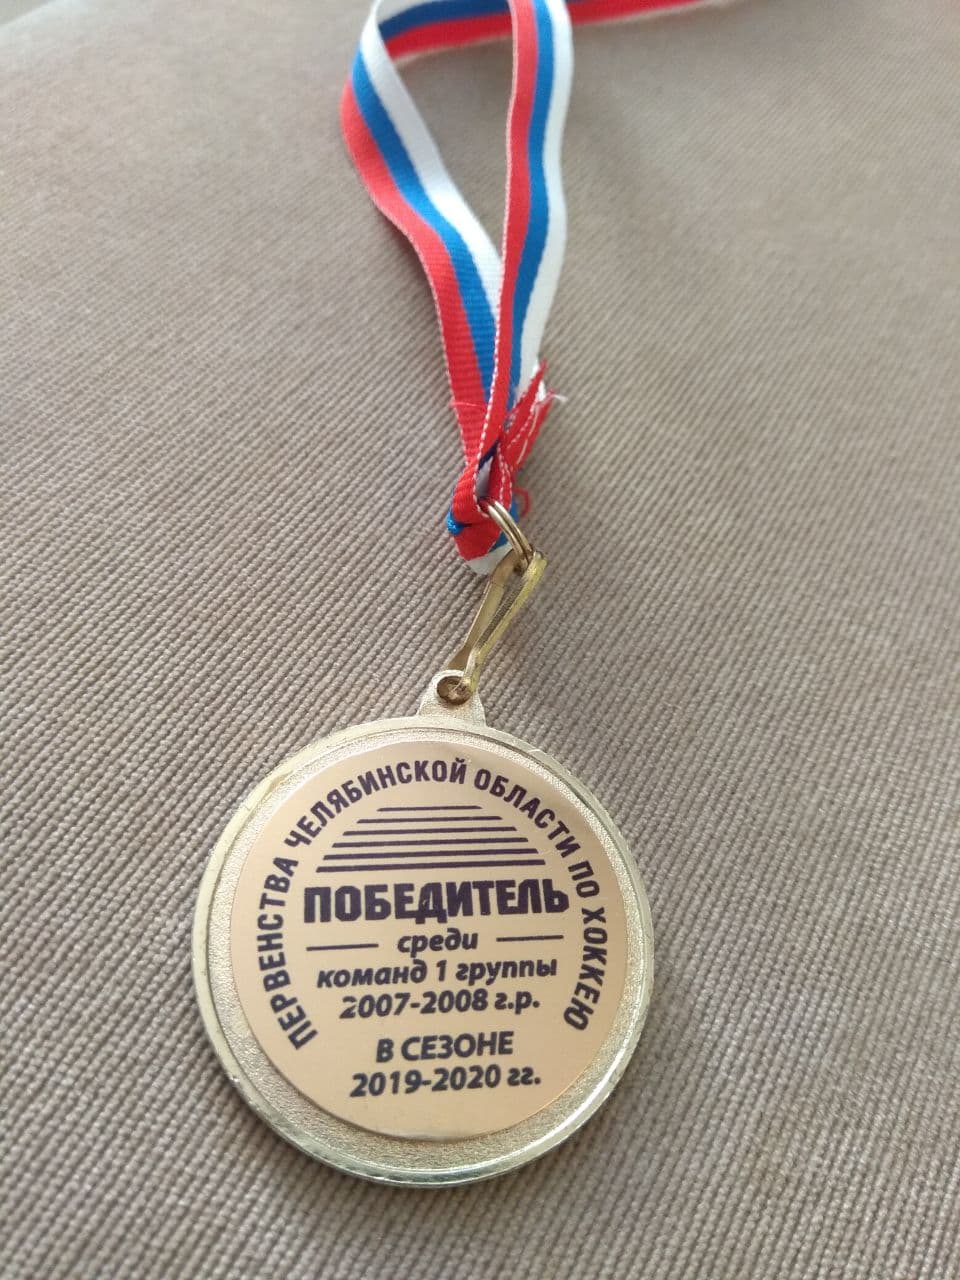 ПЕРВЕНСТВА ЧЕЛЯБИНСКОЙ ОБЛАСТИ ПО ХОККЕЮ
ПОБЕДИТЕЛЬ
среди
команд 1 группы
2007-2008 г.р.
В СЕЗОНЕ
2019-2020 гг.